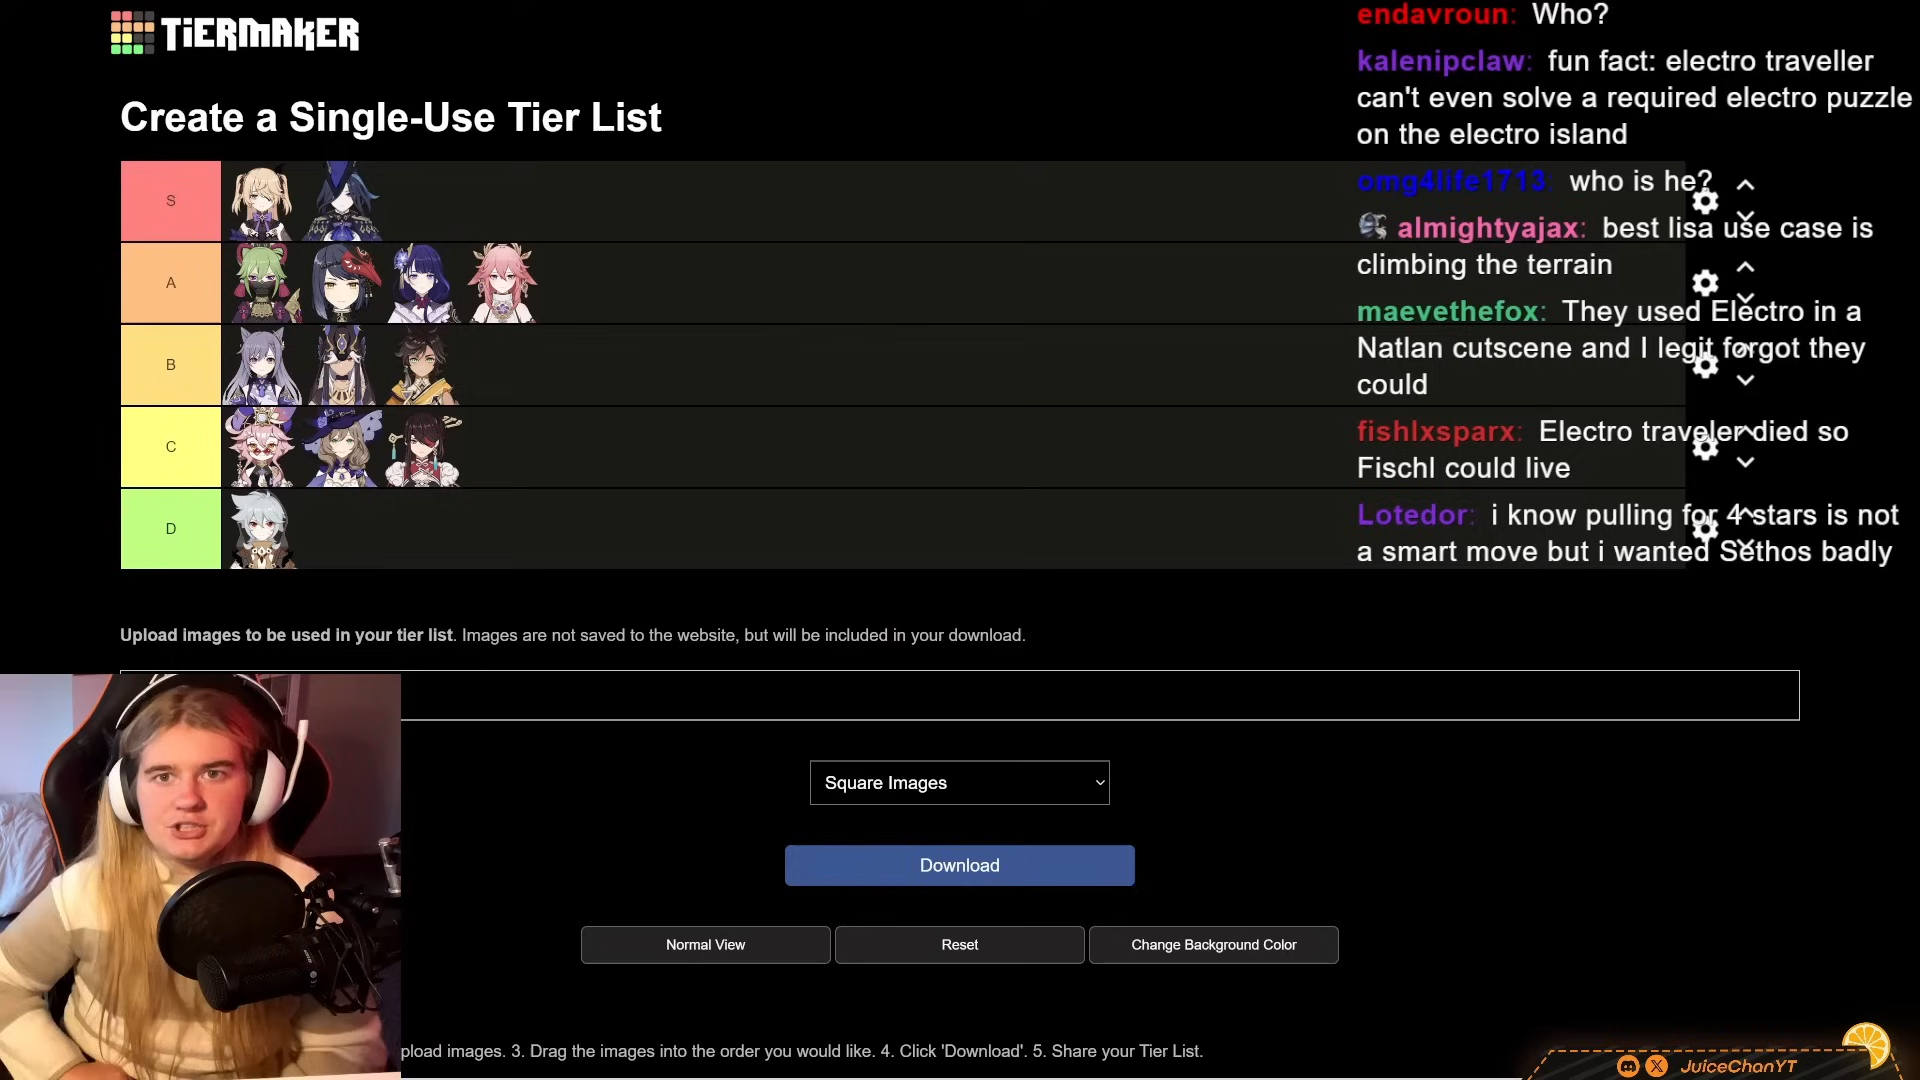 TiERMAKER
Create a Single-Use Tier List
S
A
B
C
D
endavroun: Who?
kalenipclaw: fun fact: electro traveller
can't even solve a required electro puzzle
on the electro island
omg4life1713: who is he?
almightyajax: best lisa use case is
climbing the terrain
maevethefox: They used Electro in a
Natlan cutscene and I legit forgot they
could
fishlxsparx: Electro traveler died so
Fischl could live
Lotedor: i know pulling for 4 stars is not
a smart move but i wanted Sethos badly
Upload images to be used in your tier list. Images are not saved to the website, but will be included in your download.
Square Images
Download
Normal View
Reset
Change Background Color
pload images. 3. Drag the images into the order you would like. 4. Click 'Download'. 5. Share your Tier List.
JuiceChanYT